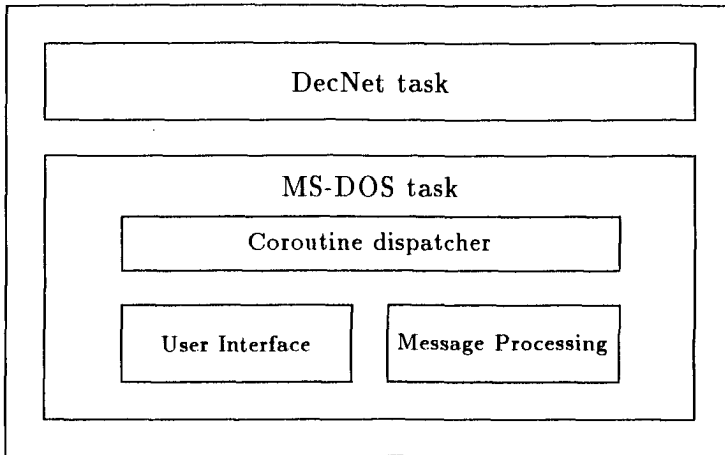 DecNet task
MS-DOS task
Coroutine dispatcher
User Interface
Message Processing